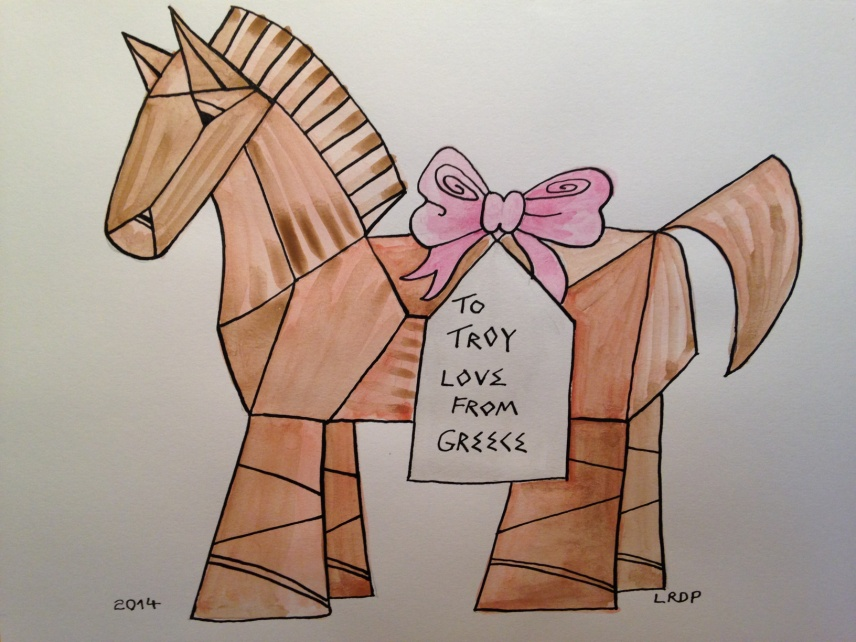 TO
TROY
LOVE
FROM
GREECE
2014
LRDP